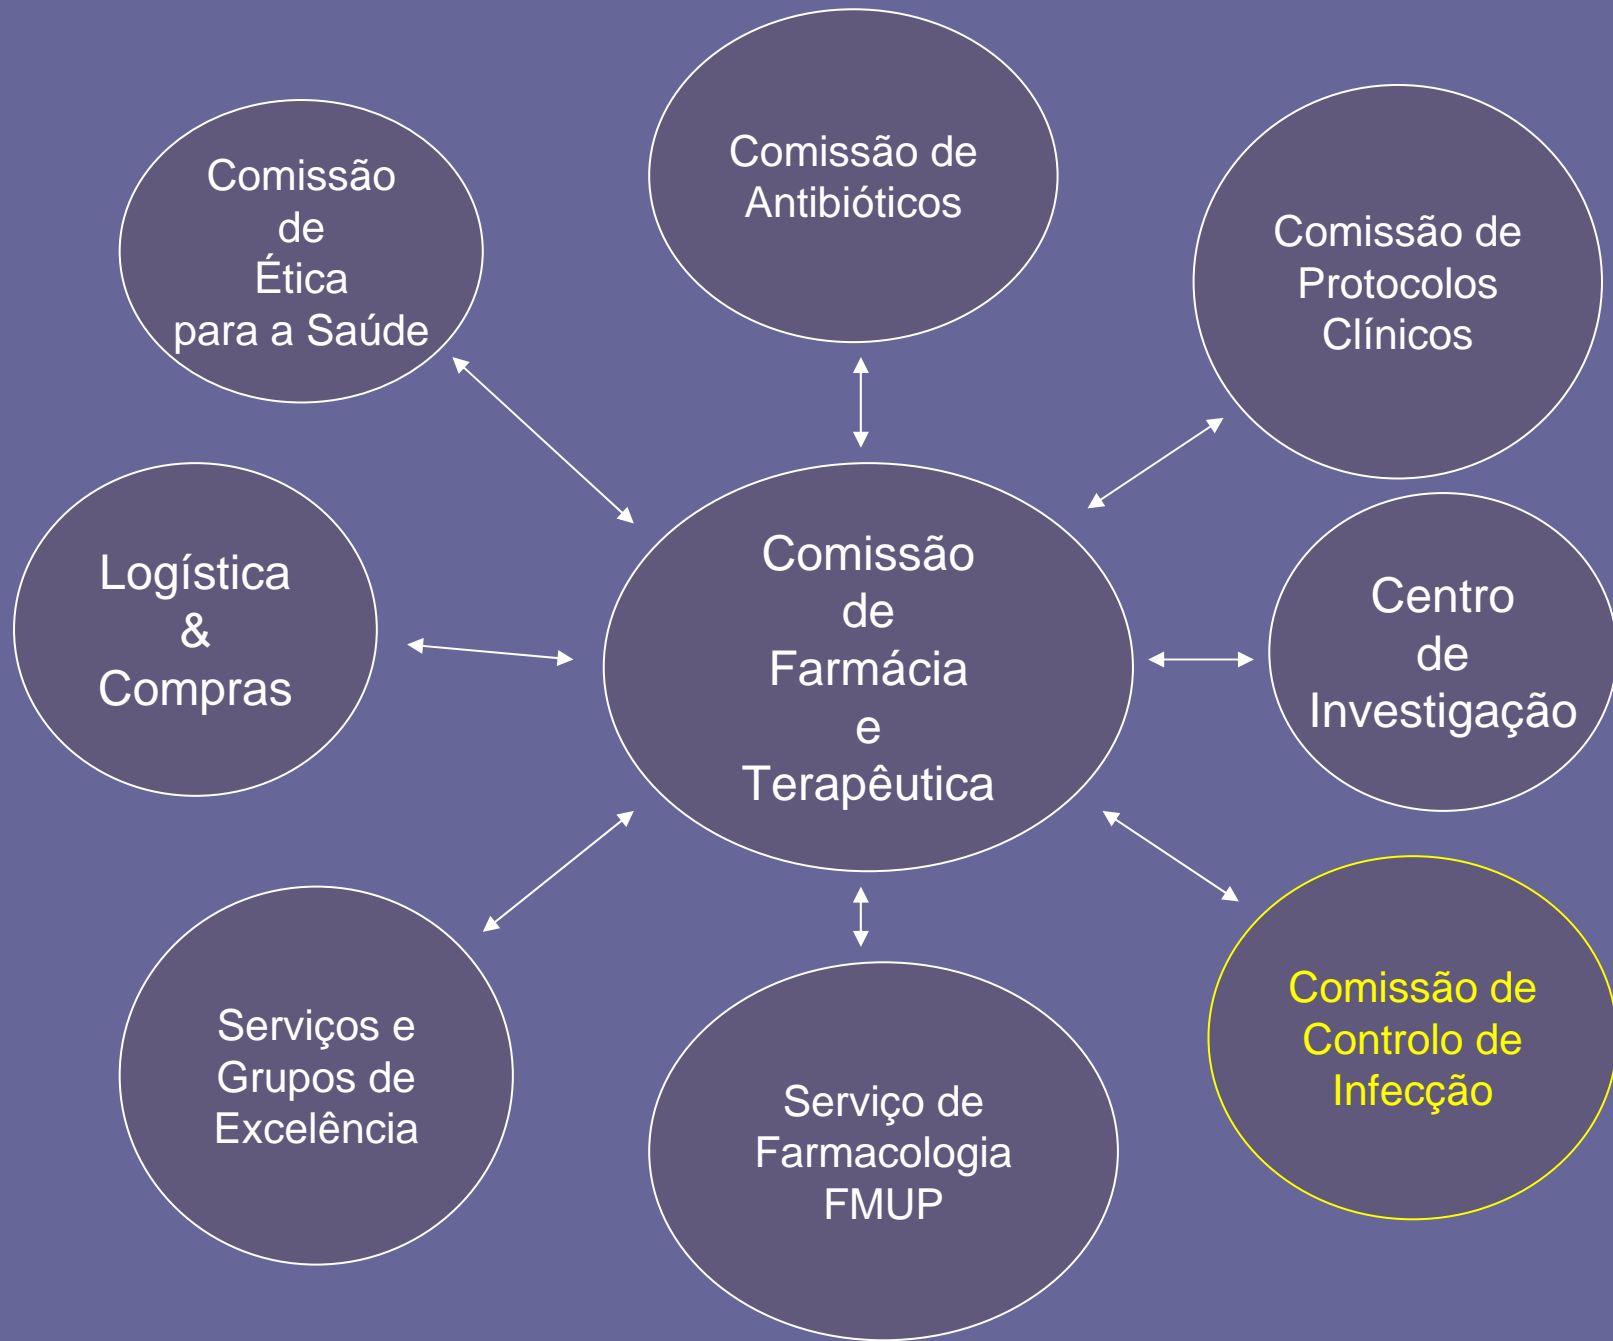 Comissão
de
Ética
para a Saúde
Comissão de
Antibióticos
Comissão de
Protocolos
Clínicos
Logística
&
Compras
Comissão
de
Farmácia
e
Terapêutica
Centro
de
Investigação
Serviços e
Grupos de
Excelência
Serviço de
Farmacologia
FMUP
Comissão de
Controlo de
Infecção